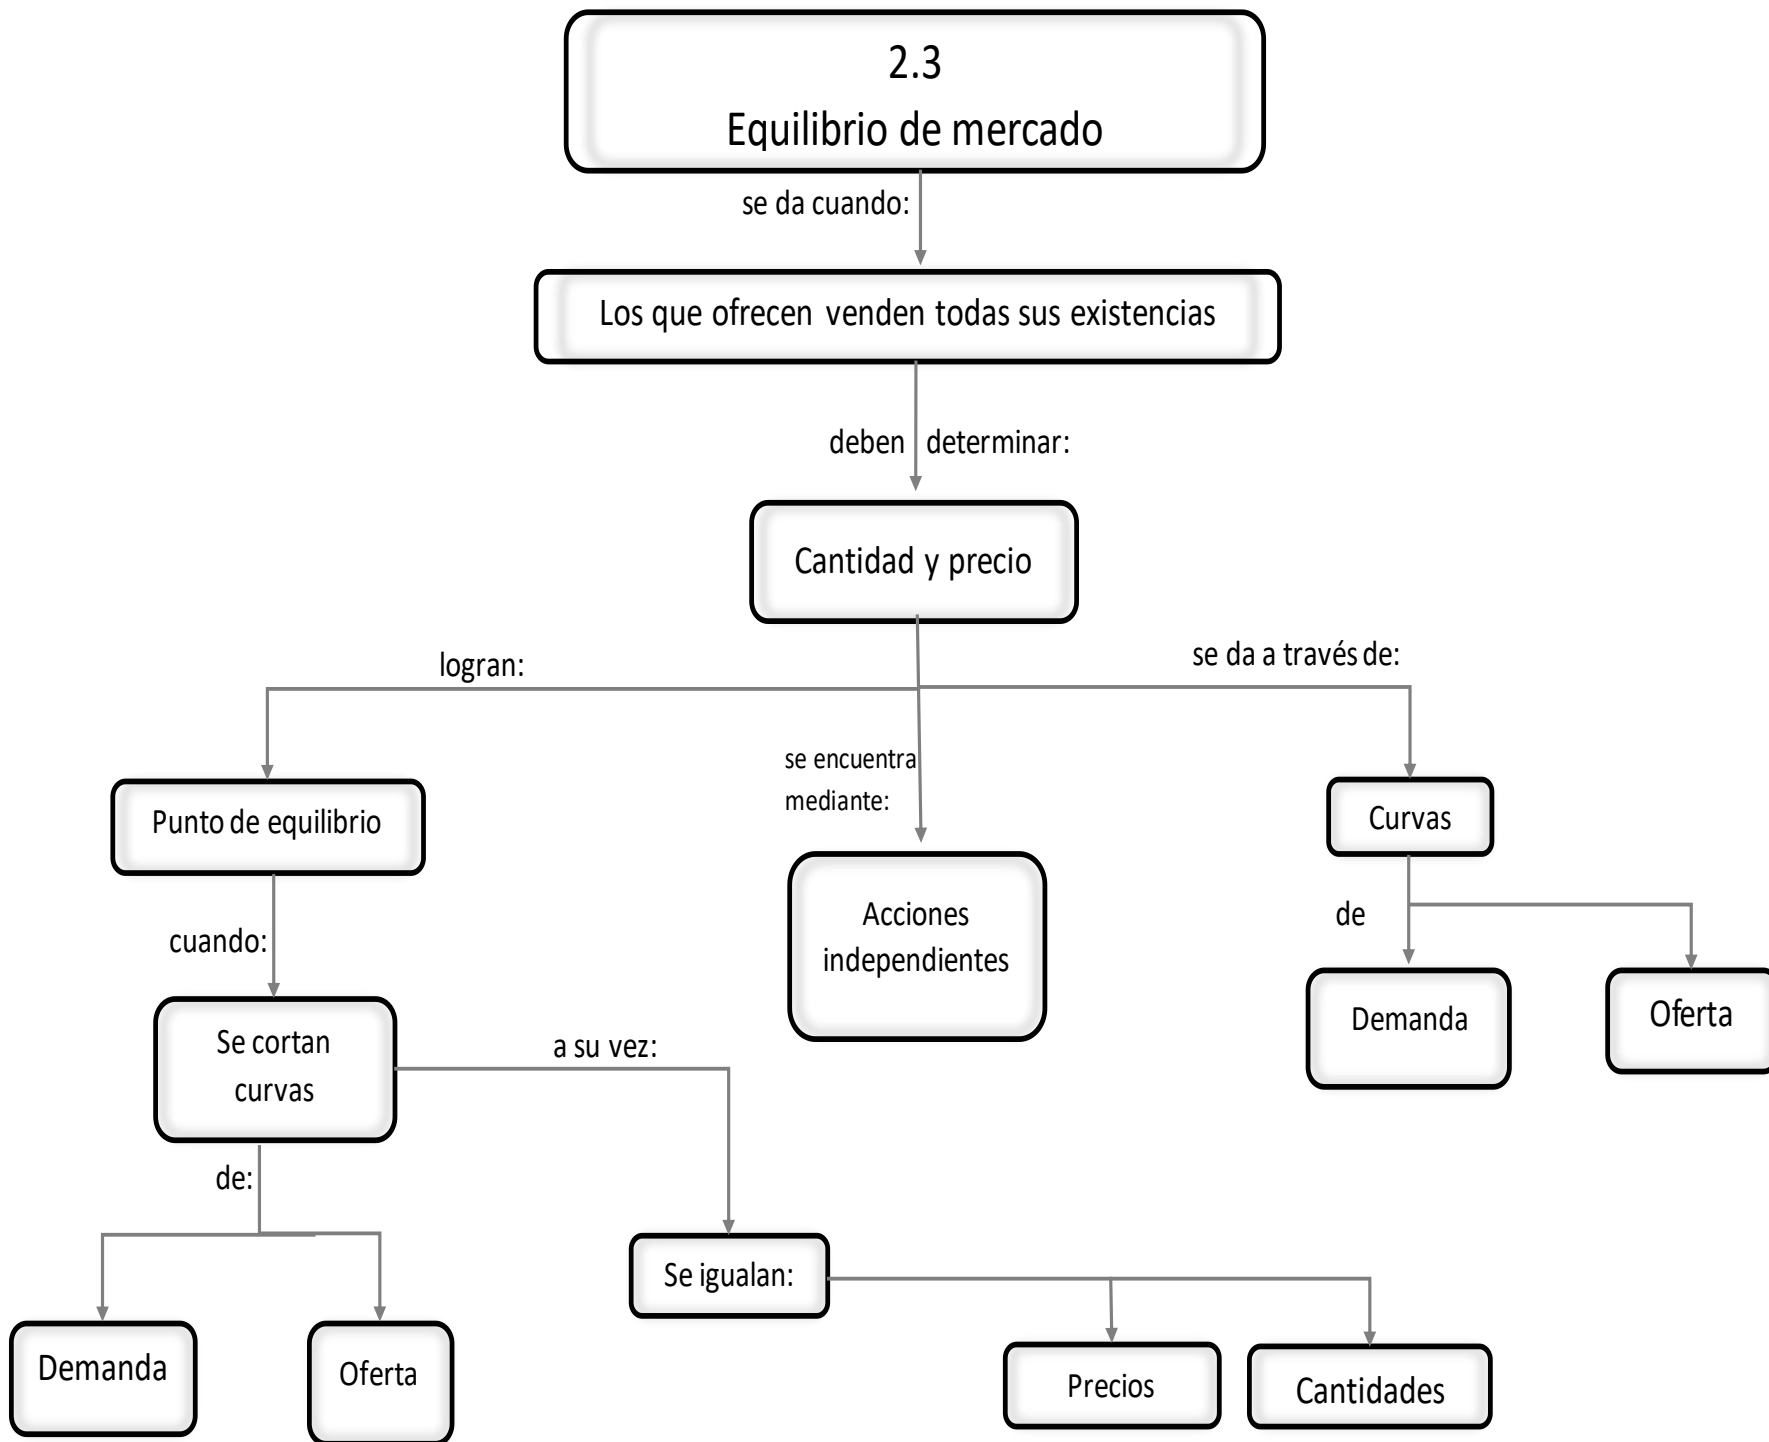 2.3
Equilibrio de mercado
se da cuando:
Los que ofrecen venden todas sus existencias
deben determinar:
Cantidad y precio
logran:
se da a través de:
se encuentra
mediante:
Punto de equilibrio
Curvas
Acciones
independientes
cuando:
de
Demanda
Oferta
Se cortan
curvas
a su vez:
de:
Se igualan:
Demanda
Oferta
Precios
Cantidades